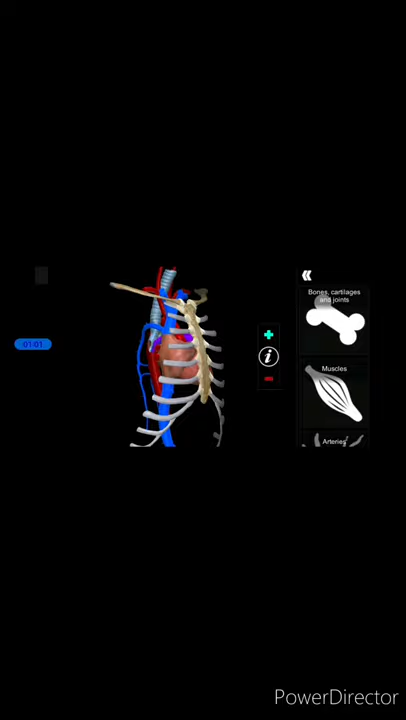 Bones, cartilages
and joints
01:01
Muscles
Arteries
PowerDirector